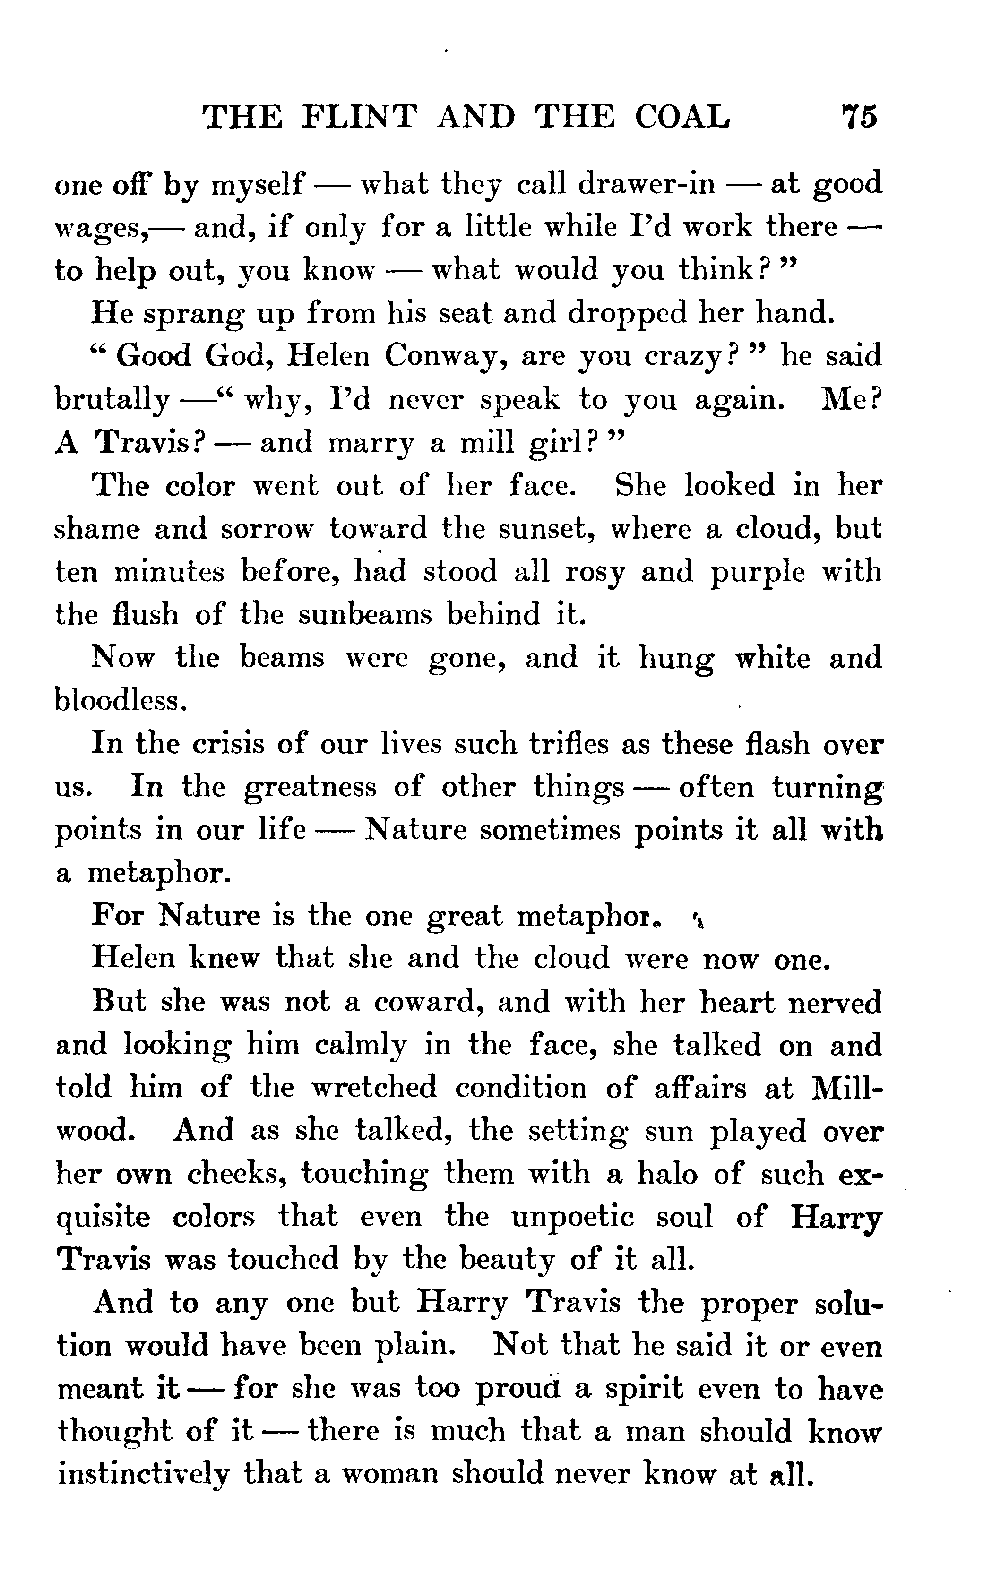 THE FLINT AND THE COAL 75
one off by myself — what they call drawer-in — at good
wages,— and, if only for a little while I'd work there —
to help out, you know — what would you think? "
He sprang up from his seat and dropped her hand.
" Good God, Helen Conway, are you crazy? " he said
brutally —" why, I'd never speak to you again. Me?
A Travis? — and marry a mill girl? "
The color went out of her face. She looked in her
shame and sorrow toward the sunset, where a cloud, but
ten minutes before, had stood all rosy and purple with
the flush of the sunbeams behind it.
Now the beams were gone, and it hung white and
bloodless.
In the crisis of our lives such trifles as these flash over
us. In the greatness of other things — often turning
points in our life — Nature sometimes points it all with
a metaphor.
For Nature is the one great metaphor.
Helen knew that she and the cloud were now one.
But she was not a coward, and with her heart nerved
and looking him calmly in the face, she talked on and
told him of the wretched condition of affairs at Mill-
wood. And as she talked, the setting sun played over
her own cheeks, touching them with a halo of such ex-
quisite colors that even the unpoetic soul of Harry
Travis was touched by the beauty of it all.
And to any one but Harry Travis the proper solu-
tion would have been plain. Not that he said it or even
meant it — for she was too proud a spirit even to have
thought of it — there is much that a man should know
instinctively that a woman should never know at all.